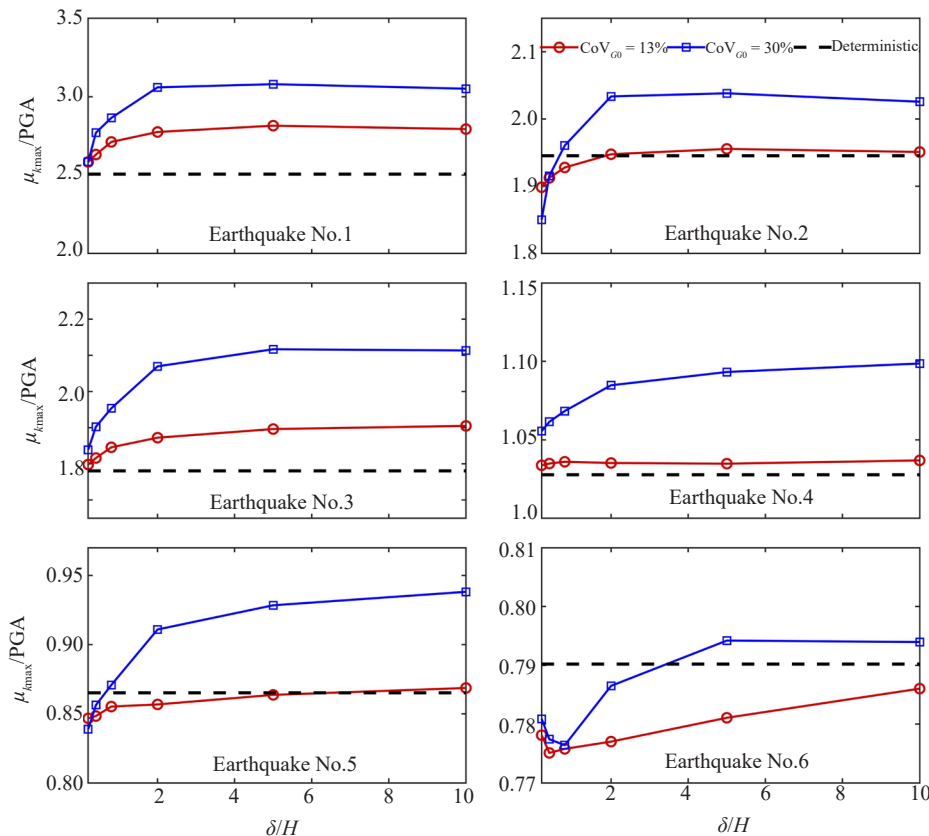 3.5
3.0
2.5
2.0
μkmax/PGA
Earthquake No.1
2.1
2.0
1.9
1.8
CoVG0 = 13%
CoVG0 = 30%
Deterministic
Earthquake No.2
2.2
2.0
1.8
μkmax/PGA
Earthquake No.3
1.15
1.10
1.05
1.0
Earthquake No.4
0.95
0.90
0.85
0.80
μkmax/PGA
Earthquake No.5
2
4
6
8
10
δ/H
0.81
0.80
0.79
0.78
0.77
Earthquake No.6
2
4
6
8
10
δ/H